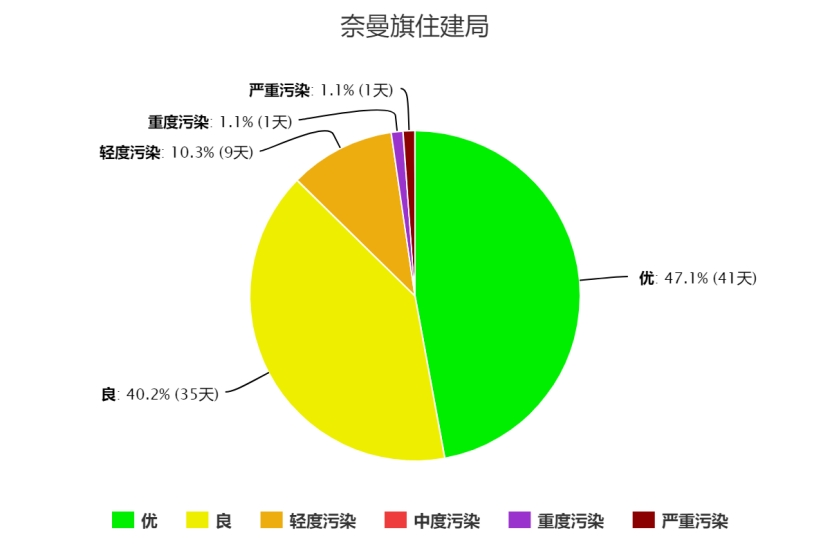 奈曼旗住建局
严重污染: 1.1% (1天)
重度污染: 1.1% (1天)
轻度污染: 10.3% (9天)
优: 47.1% (41天)
良: 40.2% (35天)
优 良 轻度污染 中度污染 重度污染 严重污染